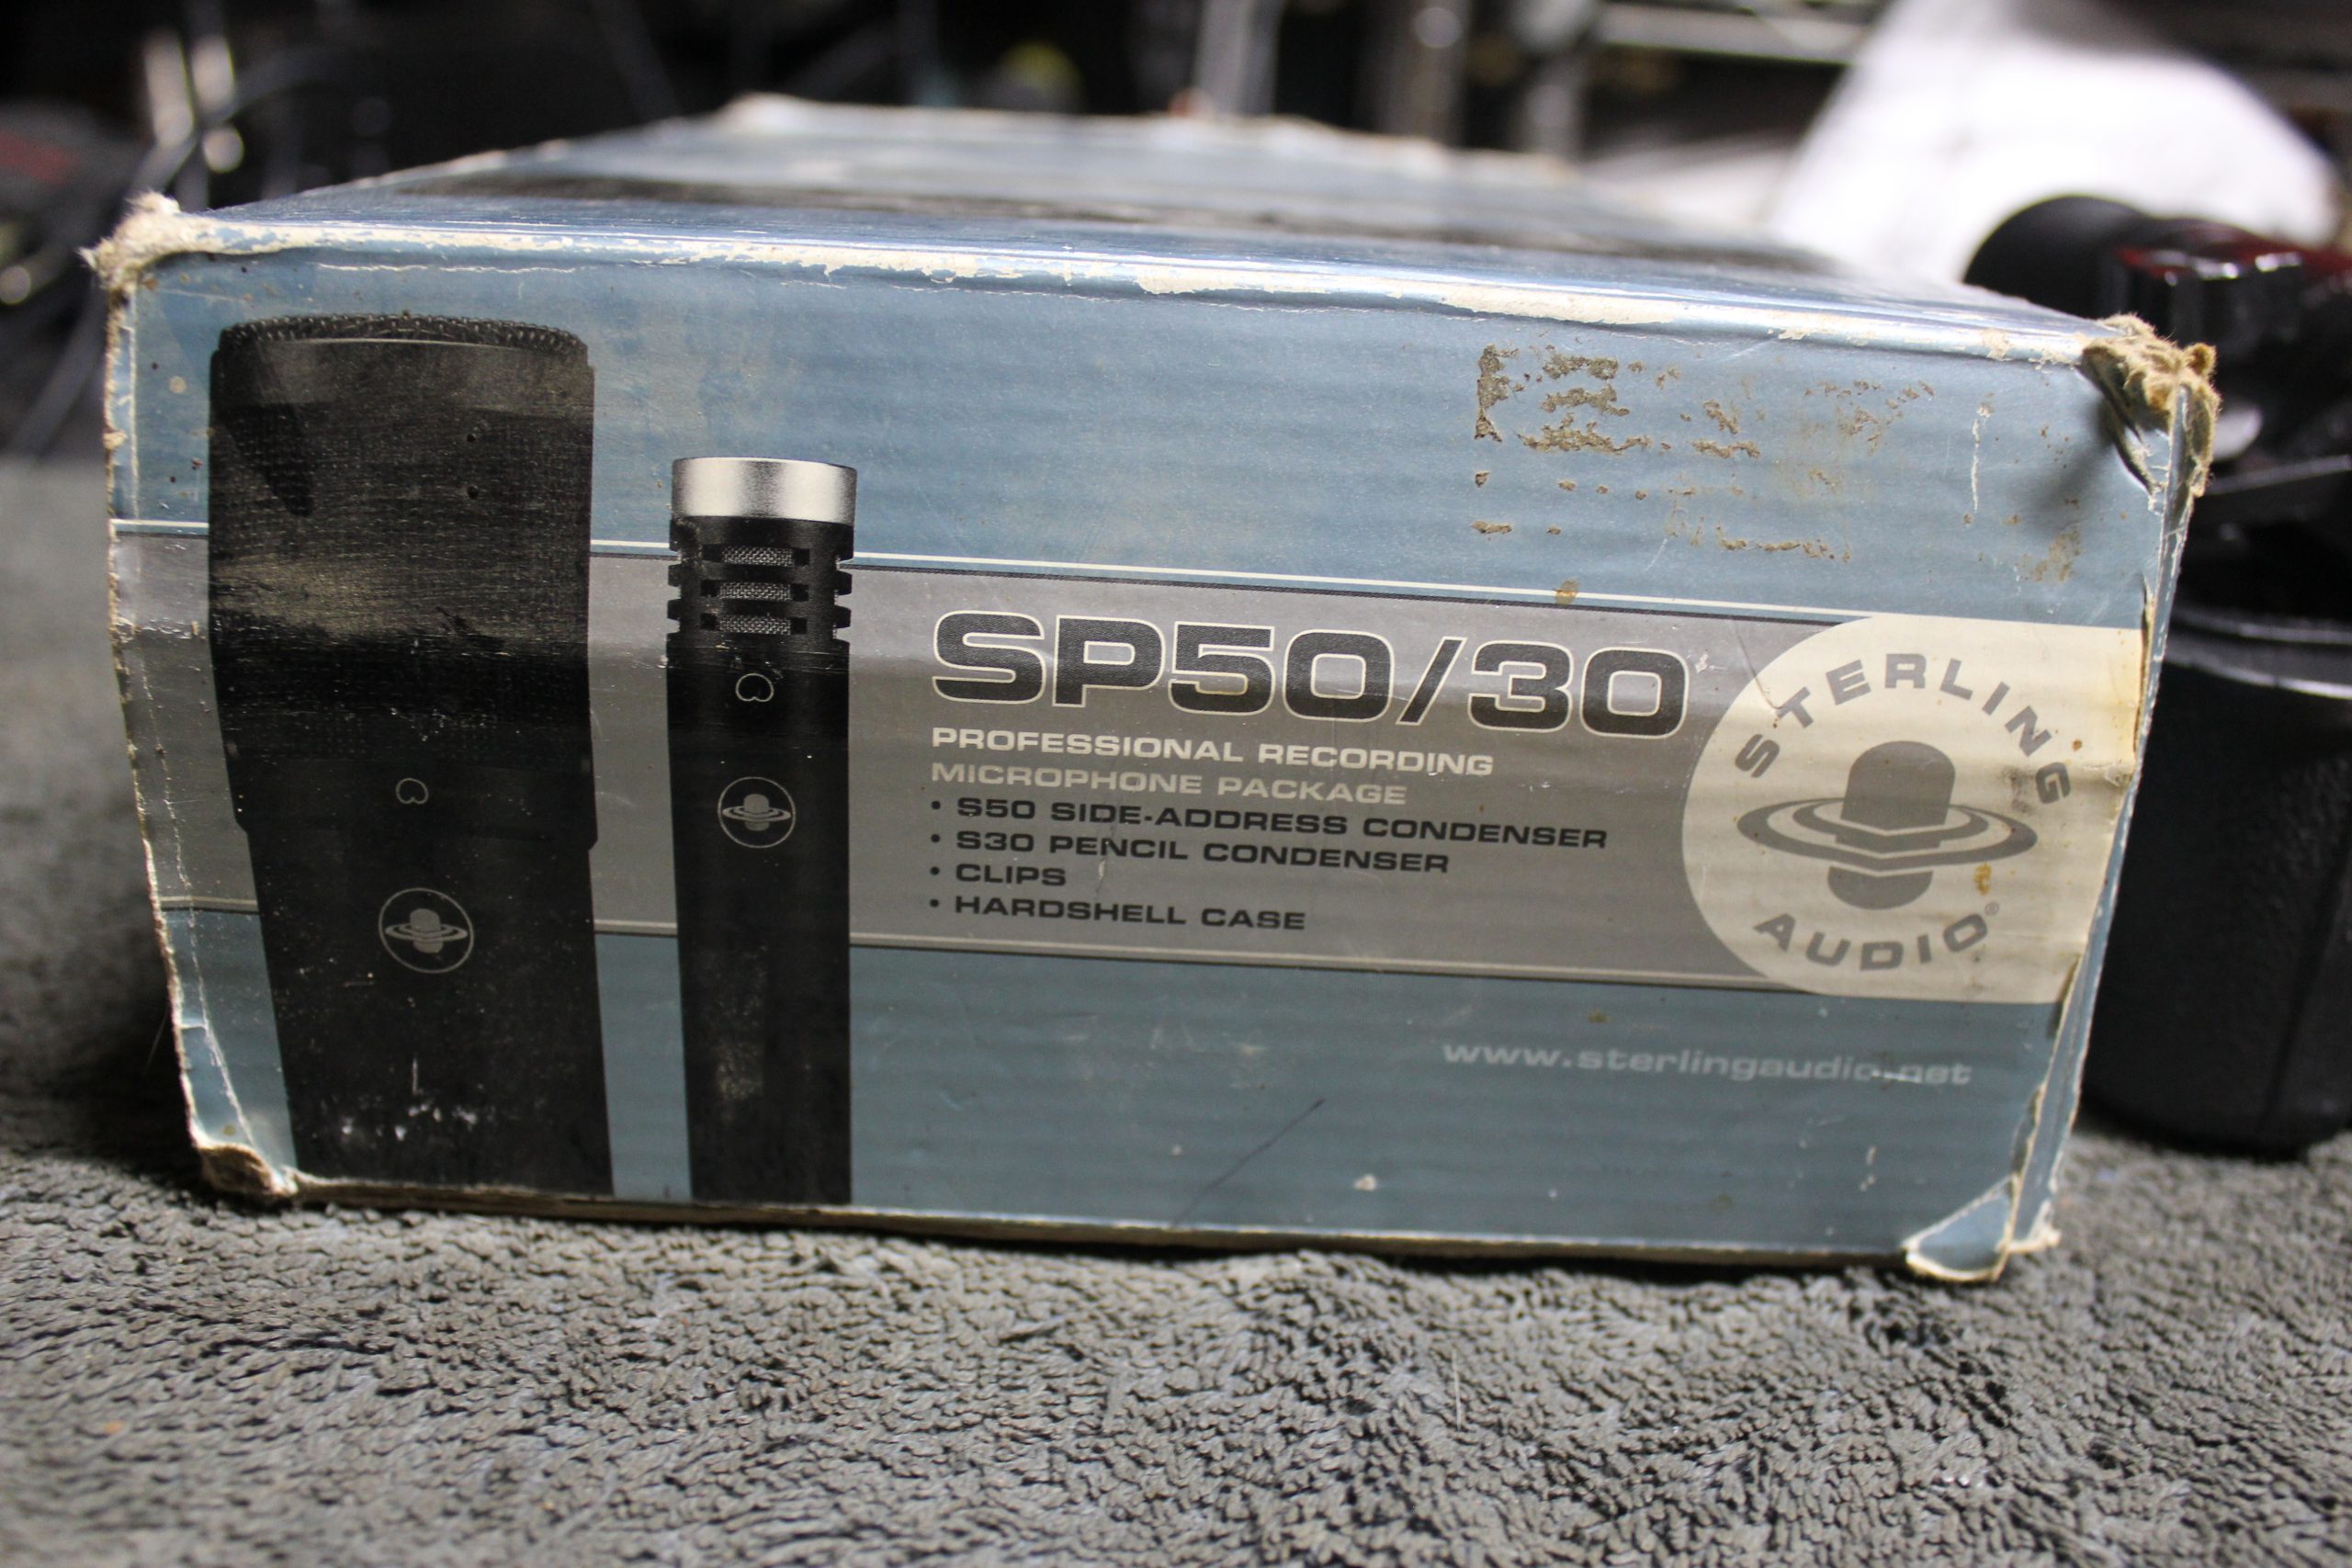 SP50/30
PROFESSIONAL RECORDING
MICROPHONE PACKAGE
• S50 SIDE-ADDRESS CONDENSER
• S30 PENCIL CONDENSER
• CLIPS
• HARDSHELL CASE
STERLING
AUDIO®
www.sterlingaudio.net